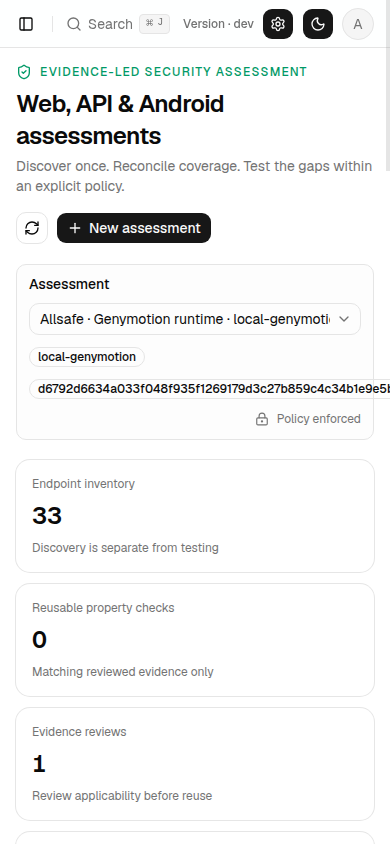 Search ⌘ J Version · dev A
EVIDENCE-LED SECURITY ASSESSMENT
Web, API & Android
assessments
Discover once. Reconcile coverage. Test the gaps within
an explicit policy.
New assessment
Assessment
Allsafe · Genymotion runtime · local-genymoti
local-genymotion
d6792d6634a033f048f935f1269179d3c27b859c4c34b1e9e5b
Policy enforced
Endpoint inventory
33
Discovery is separate from testing
Reusable property checks
0
Matching reviewed evidence only
Evidence reviews
1
Review applicability before reuse